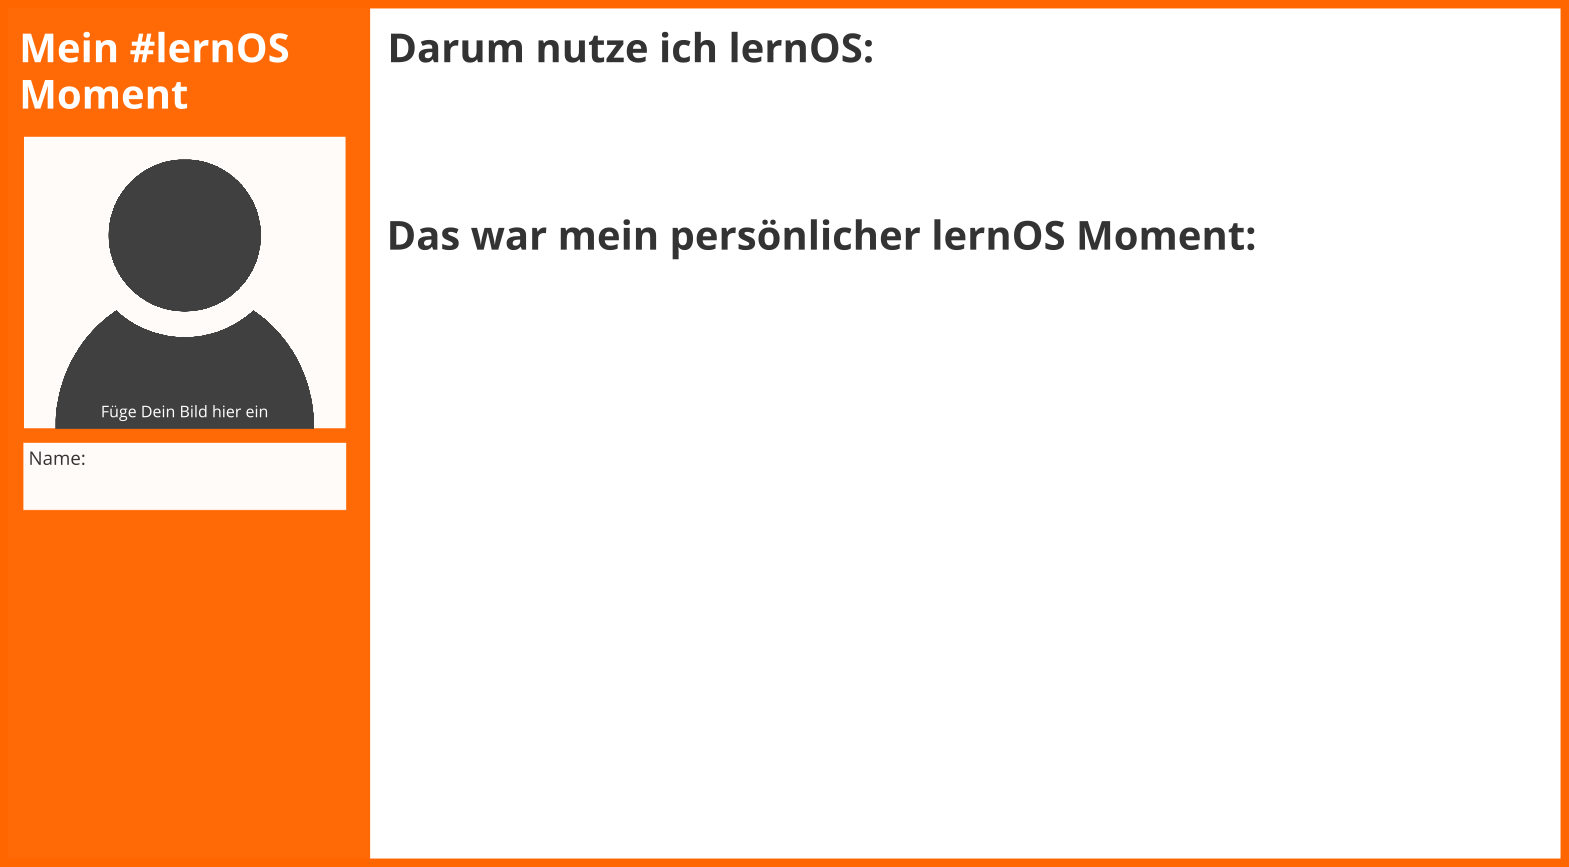 Mein #lernOS
Moment
Füge Dein Bild hier ein
Name:
Darum nutze ich lernOS:
Das war mein persönlicher lernOS Moment: